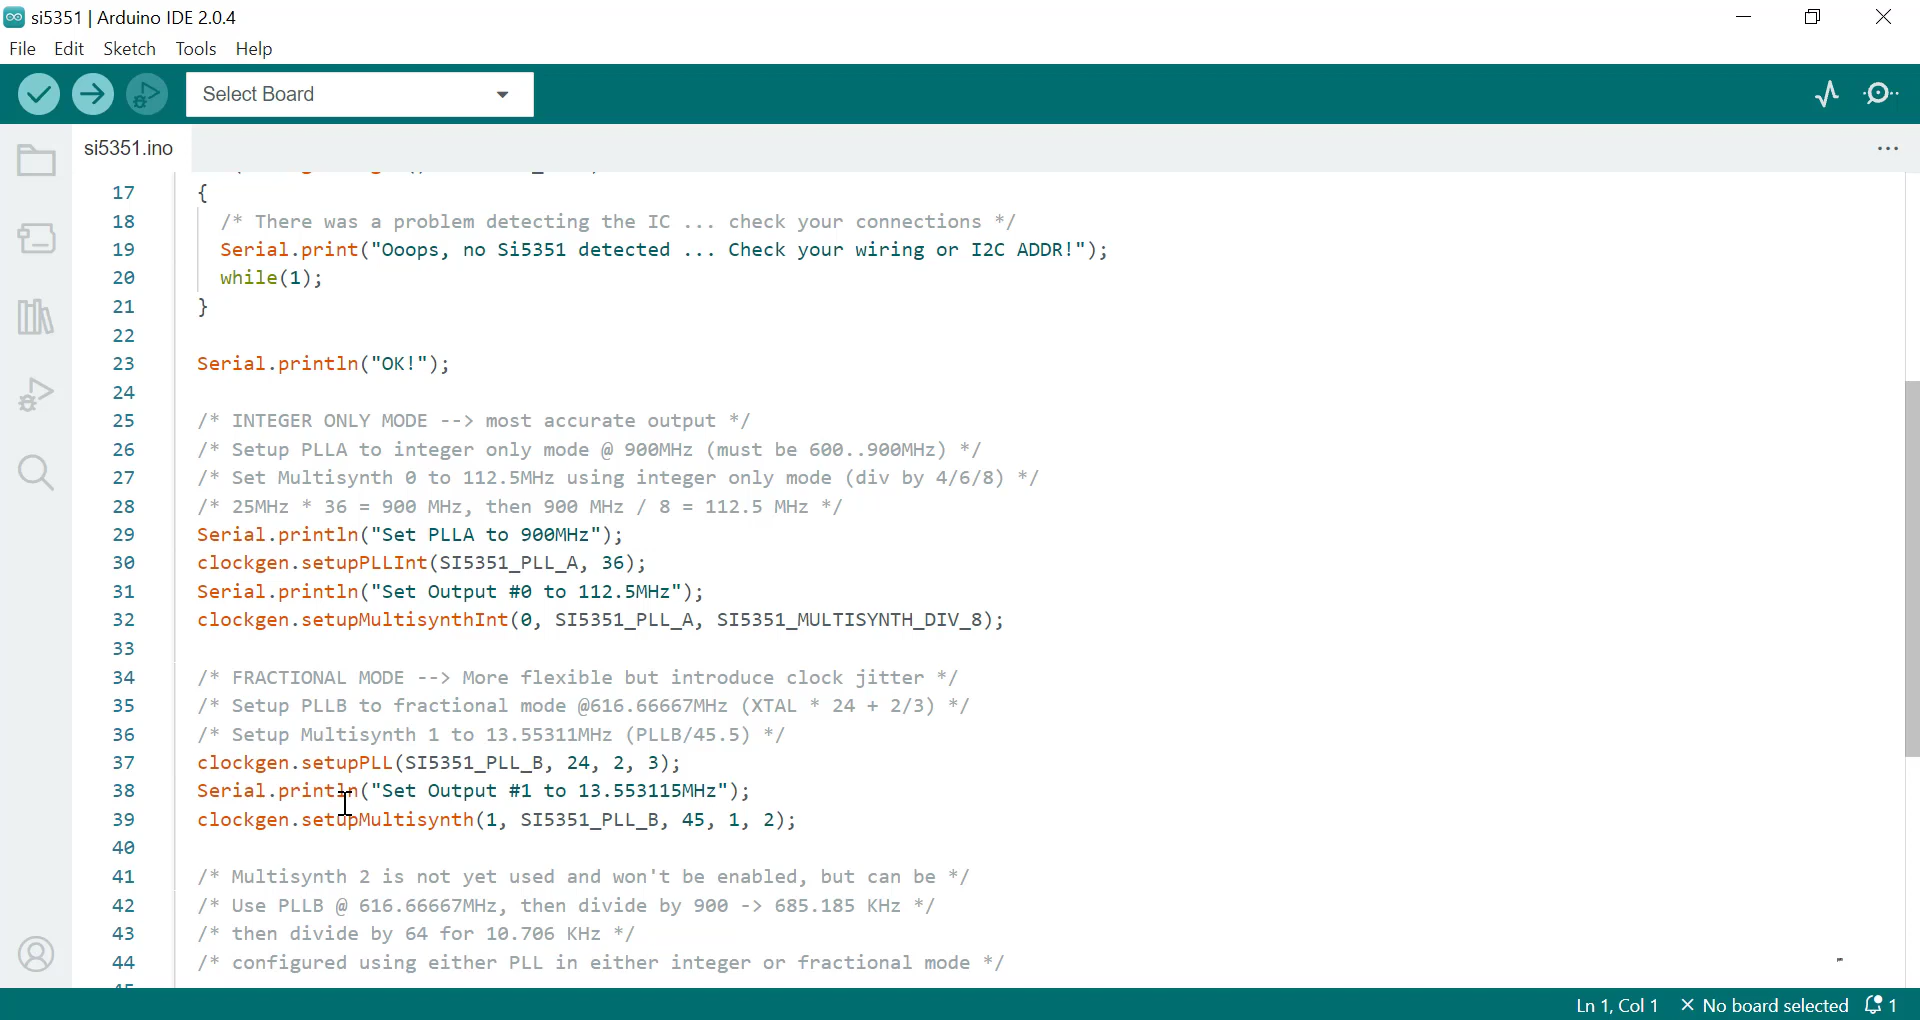 si5351 | Arduino IDE 2.0.4
File Edit Sketch Tools Help
Select Board
si5351.ino
17 {
18 /* There was a problem detecting the IC ... check your connections */
19 Serial.print("Ooops, no Si5351 detected ... Check your wiring or I2C ADDR!");
20 while(1);
21 }
22
23 Serial.println("OK!");
24
25 /* INTEGER ONLY MODE --> most accurate output */
26 /* Setup PLLA to integer only mode @ 900MHz (must be 600..900MHz) */
27 /* Set Multisynth 0 to 112.5MHz using integer only mode (div by 4/6/8) */
28 /* 25MHz * 36 = 900 MHz, then 900 MHz / 8 = 112.5 MHz */
29 Serial.println("Set PLLA to 900MHz");
30 clockgen.setupPLLInt(SI5351_PLL_A, 36);
31 Serial.println("Set Output #0 to 112.5MHz");
32 clockgen.setupMultisynthInt(0, SI5351_PLL_A, SI5351_MULTISYNTH_DIV_8);
33
34 /* FRACTIONAL MODE --> More flexible but introduce clock jitter */
35 /* Setup PLLB to fractional mode @616.66667MHz (XTAL * 24 + 2/3) */
36 /* Setup Multisynth 1 to 13.55311MHz (PLLB/45.5) */
37 clockgen.setupPLL(SI5351_PLL_B, 24, 2, 3);
38 Serial.println("Set Output #1 to 13.553115MHz");
39 clockgen.setupMultisynth(1, SI5351_PLL_B, 45, 1, 2);
40
41 /* Multisynth 2 is not yet used and won't be enabled, but can be */
42 /* Use PLLB @ 616.66667MHz, then divide by 900 -> 685.185 KHz */
43 /* then divide by 64 for 10.706 KHz */
44 /* configured using either PLL in either integer or fractional mode */
Ln 1, Col 1 × No board selected 1